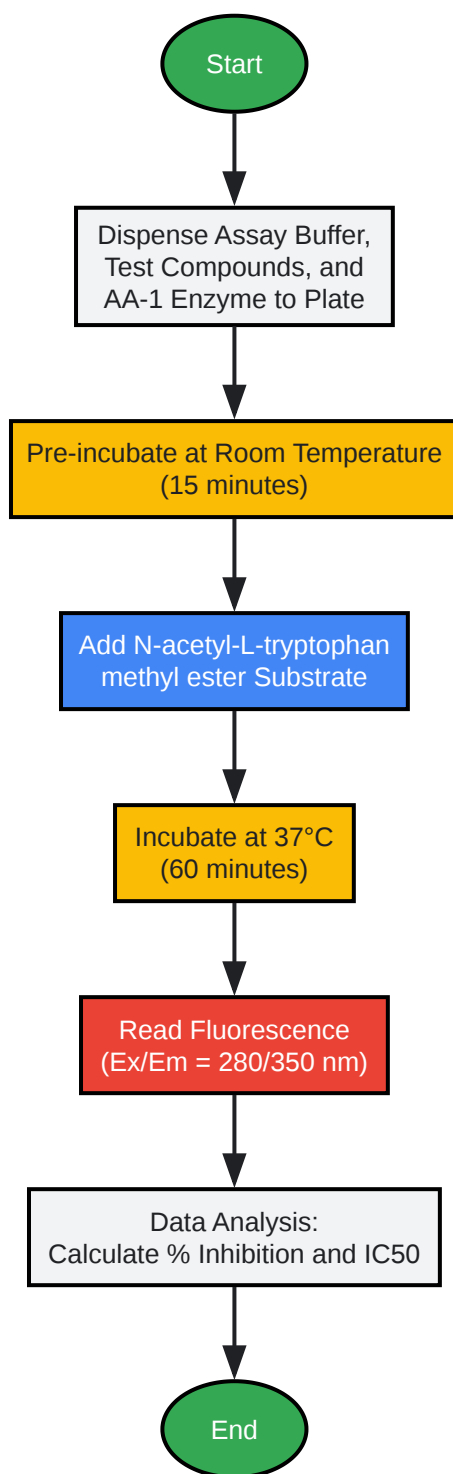 Start
Dispense Assay Buffer,
Test Compounds, and
AA-1 Enzyme to Plate
Pre-incubate at Room Temperature
(15 minutes)
Add N-acetyl-L-tryptophan
methyl ester Substrate
Incubate at 37°C
(60 minutes)
Read Fluorescence
(Ex/Em = 280/350 nm)
Data Analysis:
Calculate % Inhibition and IC50
End